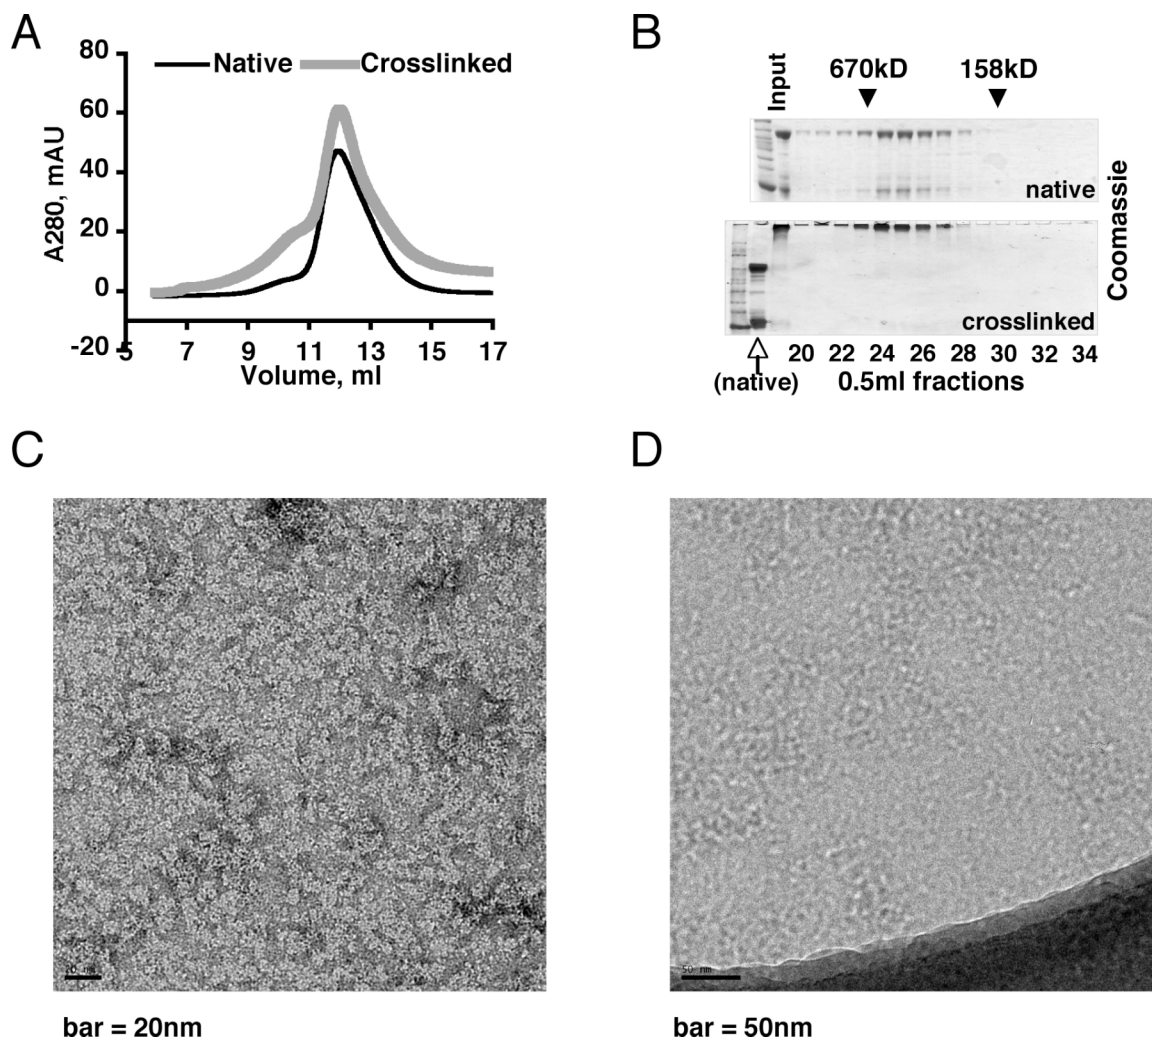 A
80
60
40
20
0
-20
A280, mAU
Native
Crosslinked
5 7 9 11 13 15 17
Volume, ml
B
Input
670kD
158kD
native
crosslinked
Coomassie
20 22 24 26 28 30 32 34
(native)
0.5ml fractions
C
D
50 nm
bar = 20nm
bar = 50nm